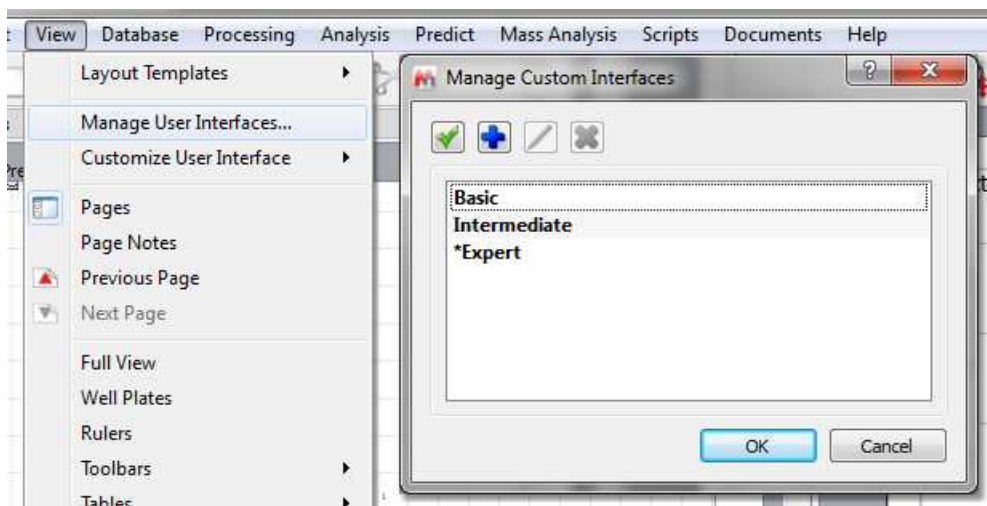 View Database Processing Analysis Predict Mass Analysis Scripts Documents Help
Layout Templates
Manage User Interfaces...
Customize User Interface
Pages
Page Notes
Previous Page
Next Page
Full View
Well Plates
Rulers
Toolbars
Tables
Manage Custom Interfaces
Basic
Intermediate
*Expert
OK Cancel